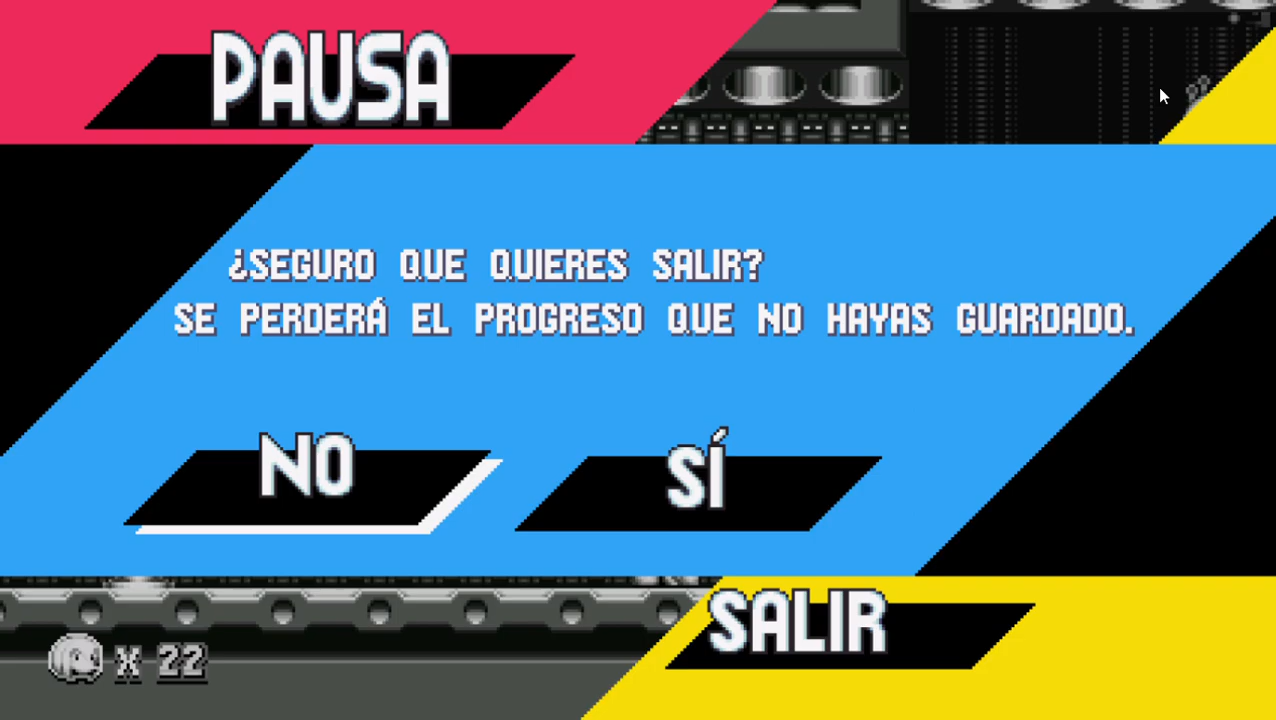 PAUSA
¿SEGURO QUE QUIERES SALIR?
SE PERDERÁ EL PROGRESO QUE NO HAYAS GUARDADO.
NO SÍ
SALIR
X 22